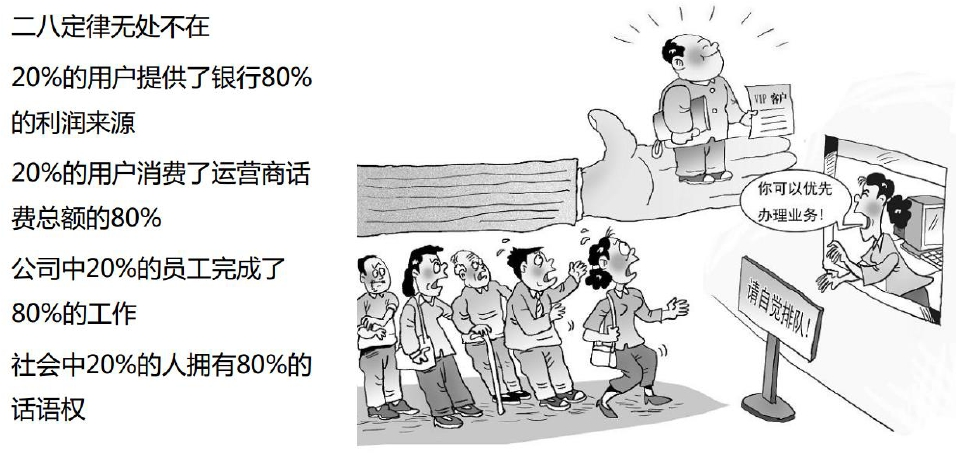 二八定律无处不在
20%的用户提供了银行80%
的利润来源
20%的用户消费了运营商话
费总额的80%
公司中20%的员工完成了
80%的工作
社会中20%的人拥有80%的
话语权
VIP 客户
你可以优先
办理业务!
请自觉排队!